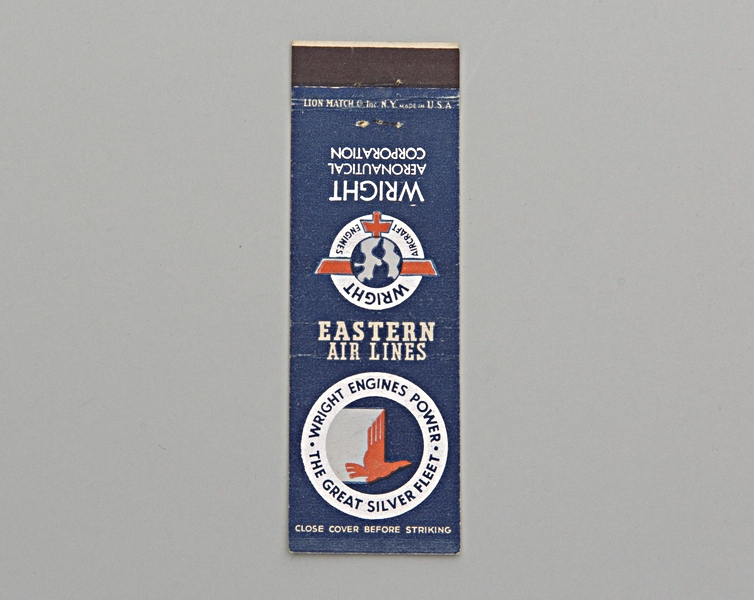 LION MATCH Co. Inc. N.Y. MADE IN U.S.A.
WRIGHT
AERONAUTICAL
CORPORATION
WRIGHT
AIRCRAFT ENGINES
EASTERN
AIR LINES
• WRIGHT ENGINES POWER •
THE GREAT SILVER FLEET
CLOSE COVER BEFORE STRIKING